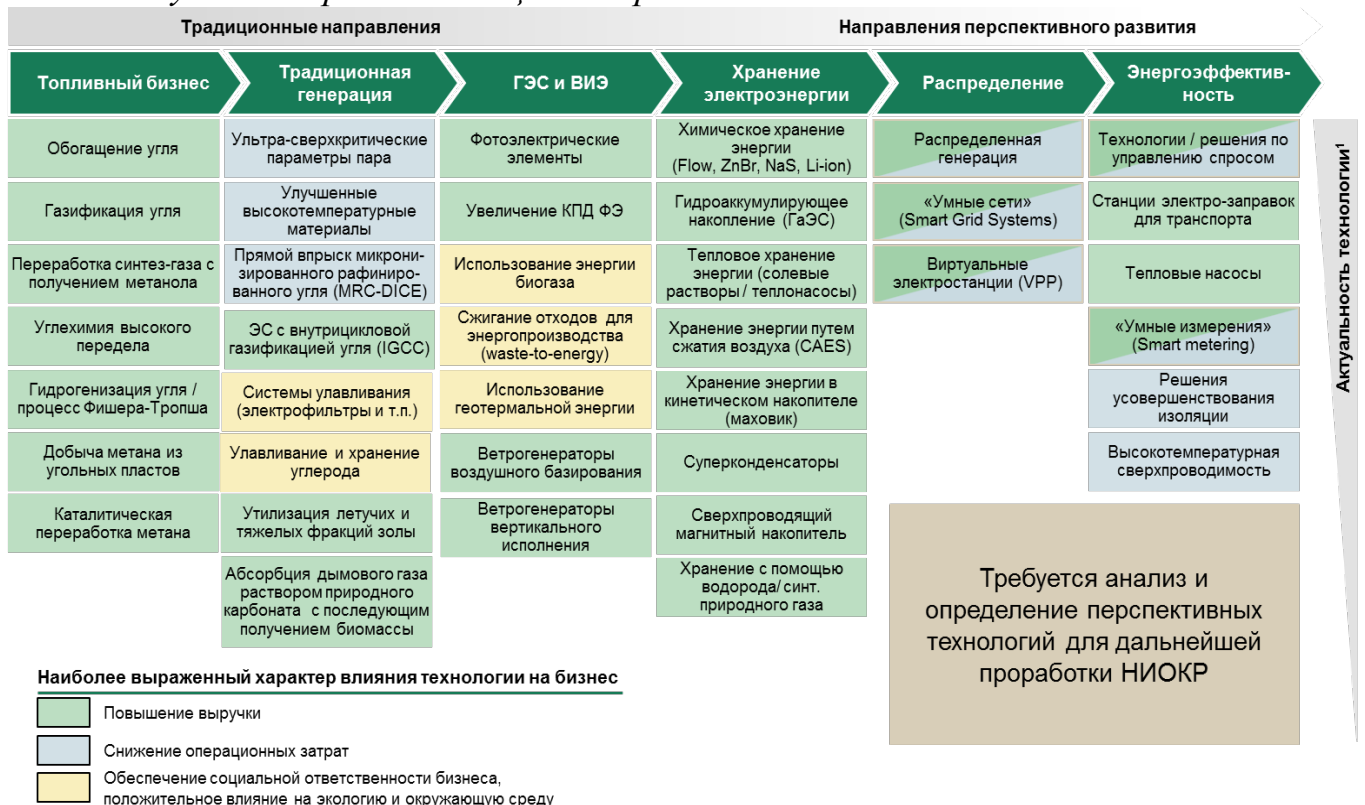 Традиционные направления
Направления перспективного развития
Топливный бизнес
Традиционная
генерация
ГЭС и ВИЭ
Хранение
электроэнергии
Распределение
Энергоэффектив-
ность
Обогащение угля
Газификация угля
Переработка синтез-газа с
получением метанола
Углехимия высокого
передела
Гидрогенизация угля /
процесс Фишера-Тропша
Добыча метана из
угольных пластов
Каталитическая
переработка метана
Ультра-сверхкритические
параметры пара
Улучшенные
высокотемпературные
материалы
Прямой впрыск микрони-
зированного рафиниро-
ванного угля (MRC-DICE)
ЭС с внутрицикловой
газификацией угля (IGCC)
Системы улавливания
(электрофильтры и т.п.)
Улавливание и хранение
углерода
Утилизация летучих и
тяжелых фракций золы
Абсорбция дымового газа
раствором природного
карбоната с последующим
получением биомассы
Фотоэлектрические
элементы
Увеличение КПД ФЭ
Использование энергии
биогаза
Сжигание отходов для
энергопроизводства
(waste-to-energy)
Использование
геотермальной энергии
Ветрогенераторы
воздушного базирования
Ветрогенераторы
вертикального
исполнения
Химическое хранение
энергии
(Flow, ZnBr, NaS, Li-ion)
Гидроаккумулирующее
накопление (ГаЭС)
Тепловое хранение
энергии (солевые
растворы / теплонасосы)
Хранение энергии путем
сжатия воздуха (CAES)
Хранение энергии в
кинетическом накопителе
(маховик)
Суперконденсаторы
Сверхпроводящий
магнитный накопитель
Хранение с помощью
водорода/ синт.
природного газа
Распределенная
генерация
«Умные сети»
(Smart Grid Systems)
Виртуальные
электростанции (VPP)
Технологии / решения по
управлению спросом
Станции электро-заправок
для транспорта
Тепловые насосы
«Умные измерения»
(Smart metering)
Решения
усовершенствования
изоляции
Высокотемпературная
сверхпроводимость
Актуальность технологии¹
Требуется анализ и
определение перспективных
технологий для дальнейшей
проработки НИОКР
Наиболее выраженный характер влияния технологии на бизнес
Повышение выручки
Снижение операционных затрат
Обеспечение социальной ответственности бизнеса,
положительное влияние на экологию и окружающую среду